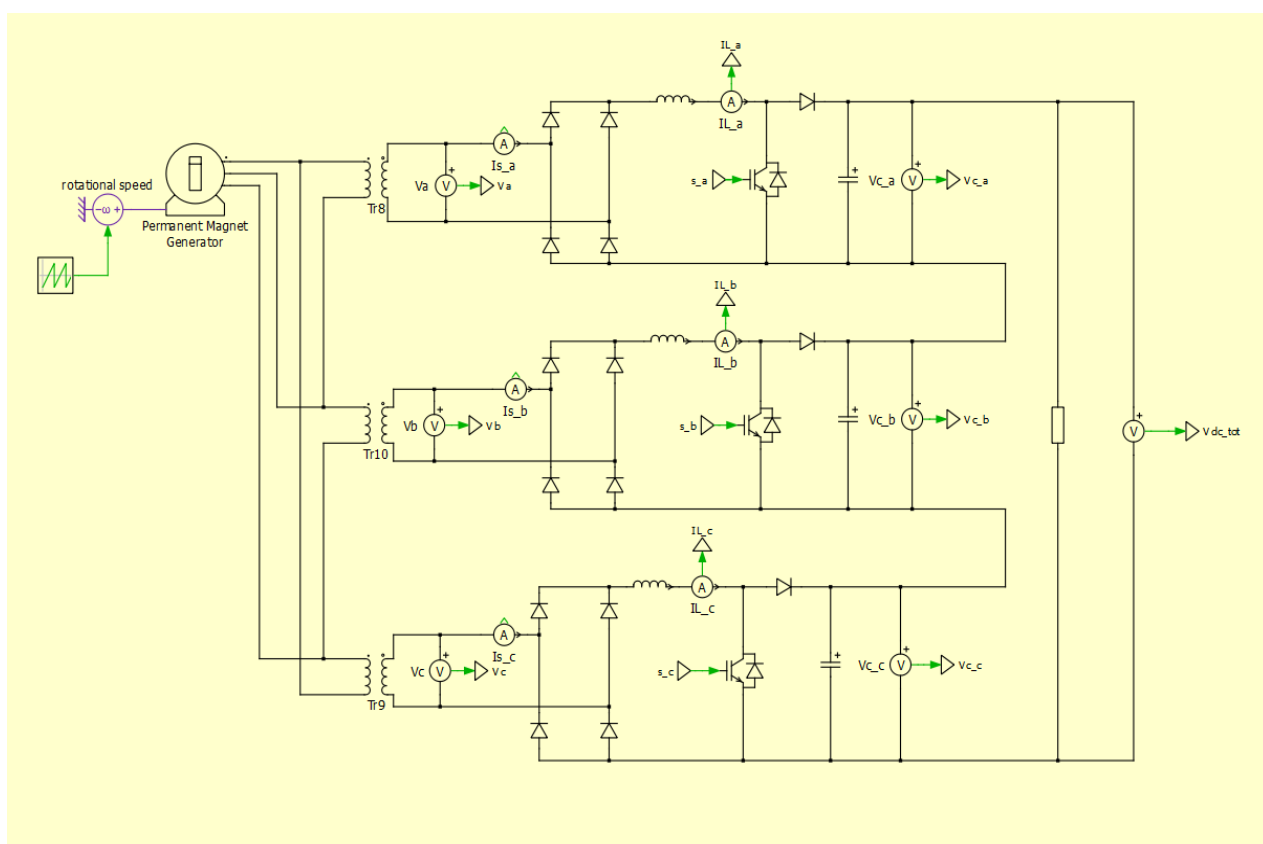 IL_a
A
IL_a
A
Is_a
rotational speed
-ω +
Permanent Magnet
Generator
Tr8
+
Va
V
Va
s_a
+
+
Vc_a
V
Vc_a
IL_b
A
IL_b
A
Is_b
Tr10
+
Vb
V
Vb
s_b
+
+
Vc_b
V
Vc_b
+
V
Vdc_tot
IL_c
A
IL_c
A
Is_c
Tr9
+
Vc
V
Vc
s_c
+
+
Vc_c
V
Vc_c